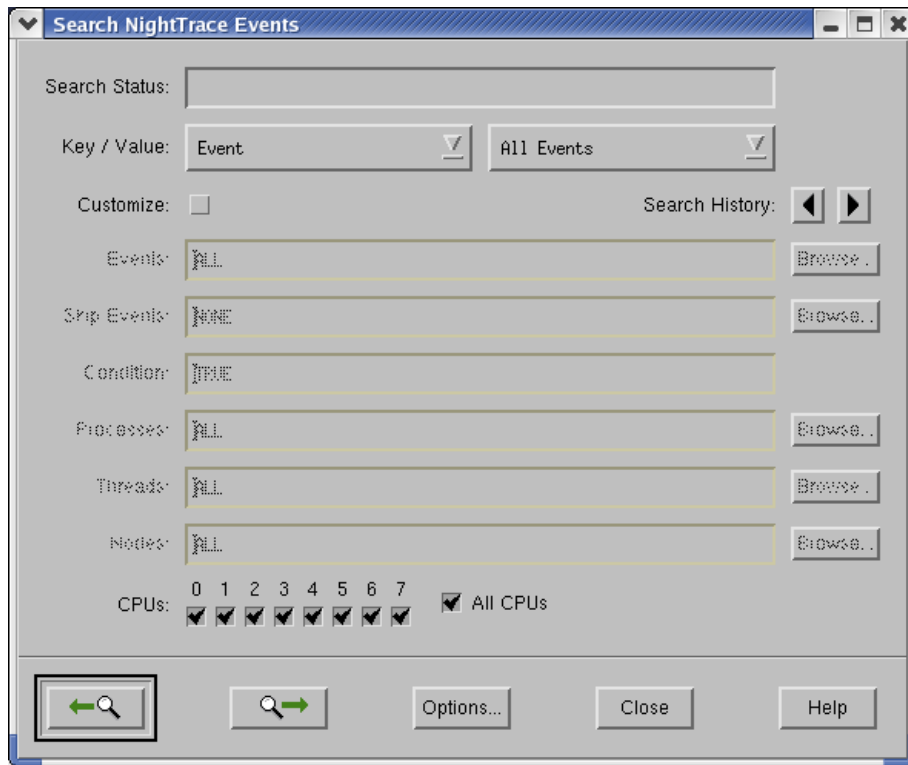 Search NightTrace Events
Search Status:
Key / Value: Event All Events
Customize: Search History:
Events: ALL Browse..
Skip Events: NONE Browse..
Condition: TRUE
Processes: ALL Browse..
Threads: ALL Browse..
Nodes: ALL Browse..
0 1 2 3 4 5 6 7
CPUs: All CPUs
Options... Close Help